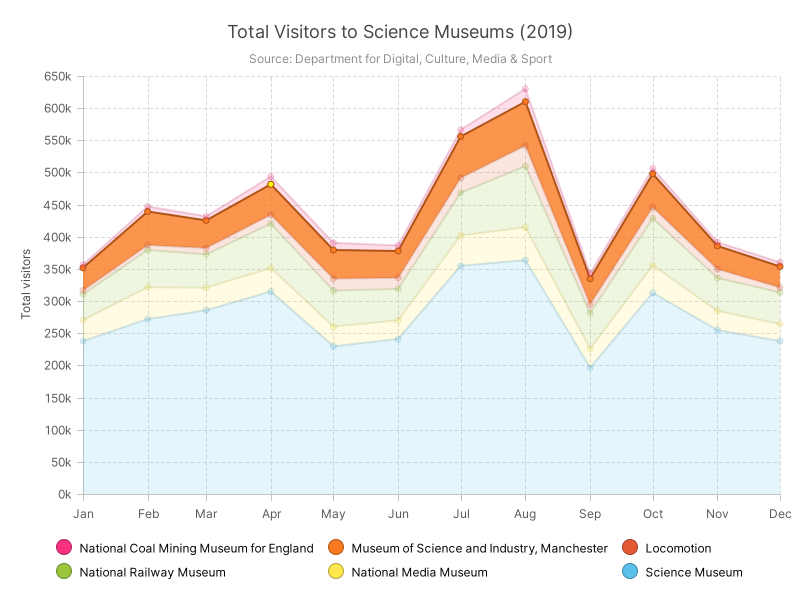 Total Visitors to Science Museums (2019)
Source: Department for Digital, Culture, Media & Sport
650k
600k
550k
500k
450k
400k
350k
300k
250k
200k
150k
100k
50k
0k
Total visitors
Jan Feb Mar Apr May Jun Jul Aug Sep Oct Nov Dec
National Coal Mining Museum for England Museum of Science and Industry, Manchester Locomotion
National Railway Museum National Media Museum Science Museum